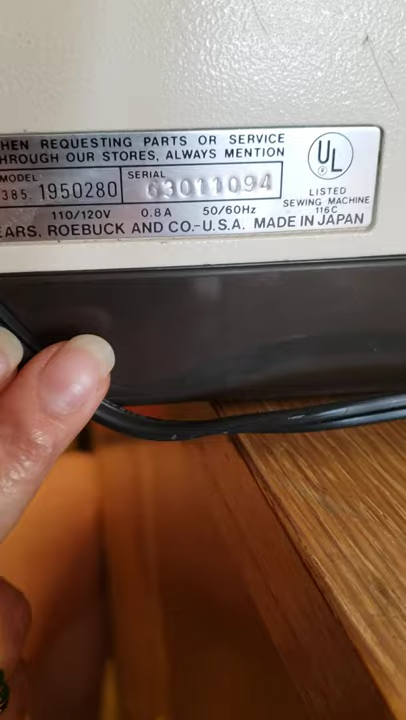 HEN REQUESTING PARTS OR SERVICE
HROUGH OUR STORES, ALWAYS MENTION
MODEL
385.1950280
SERIAL
63011094
110/120V 0.8A 50/60Hz
EARS, ROEBUCK AND CO.-U.S.A. MADE IN JAPAN
UL
®
LISTED
SEWING MACHINE
116C